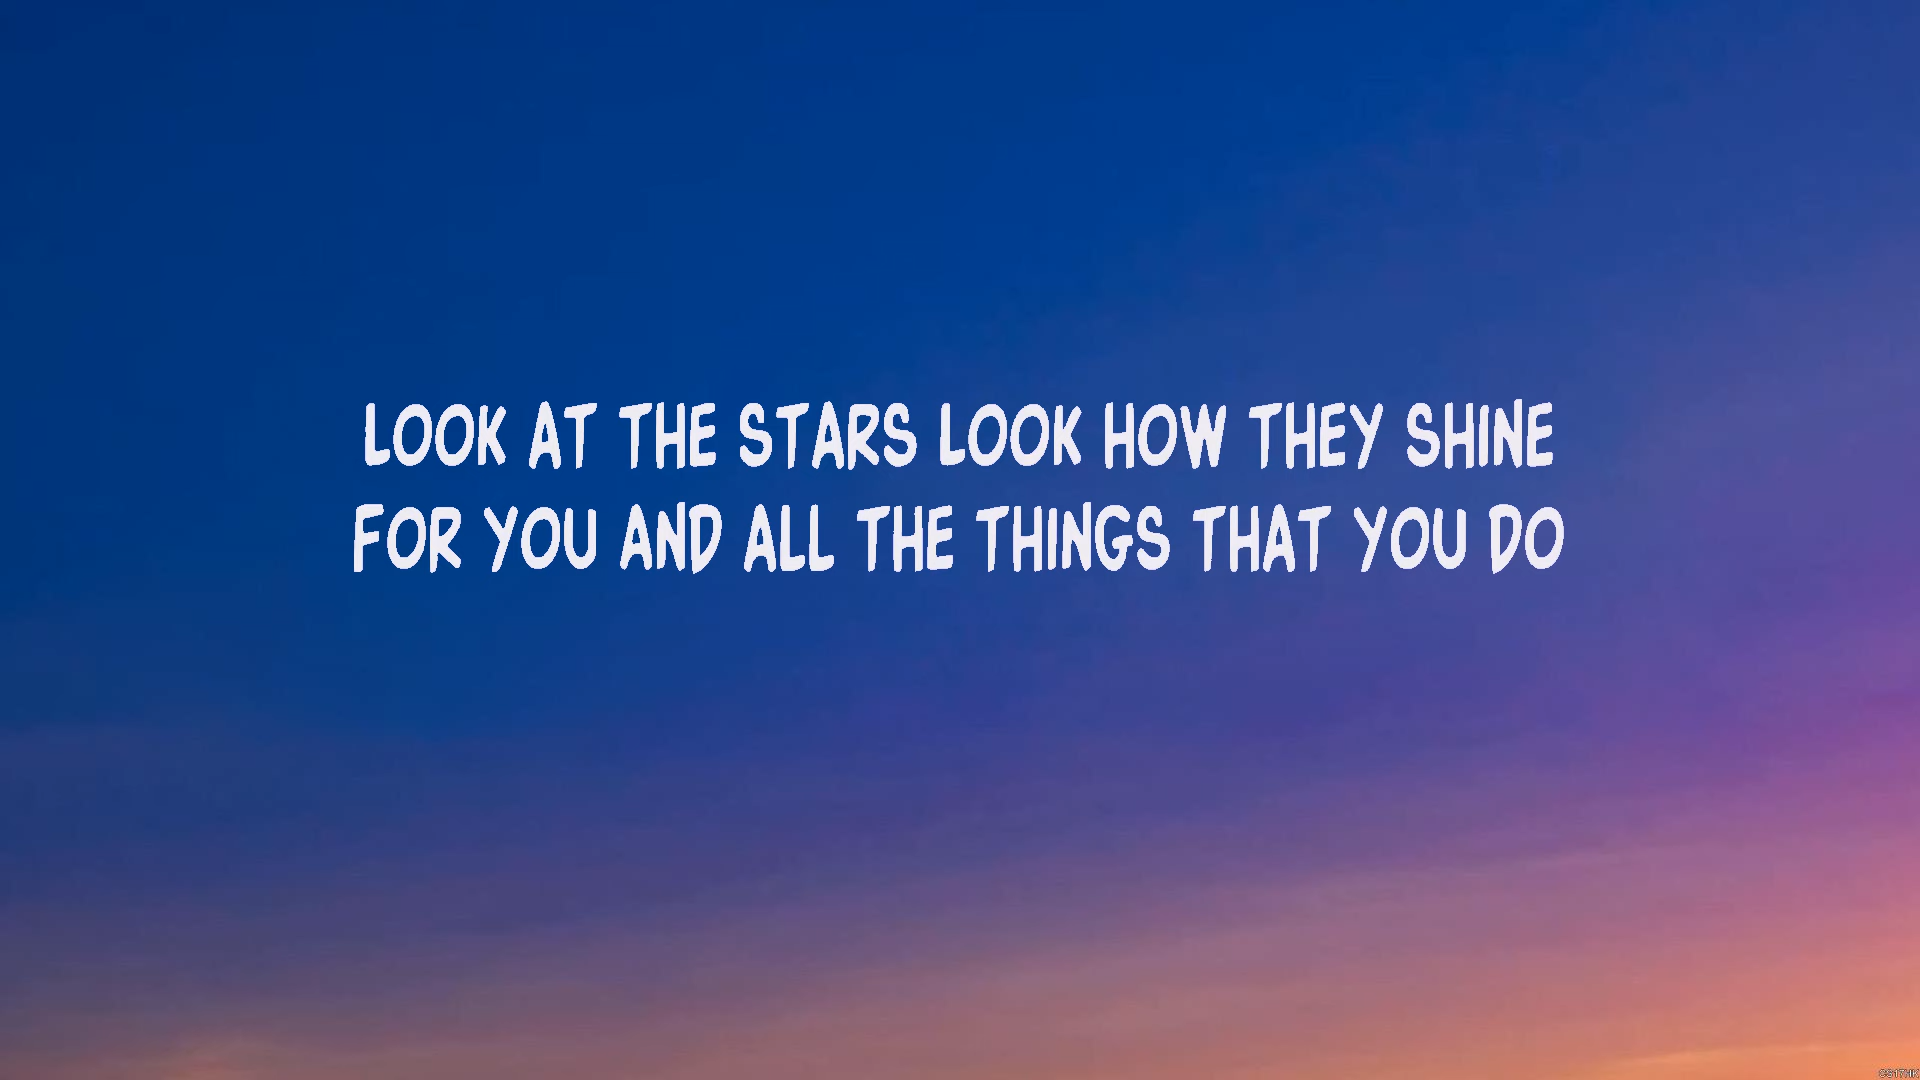 LOOK AT THE STARS LOOK HOW THEY SHINE
FOR YOU AND ALL THE THINGS THAT YOU DO